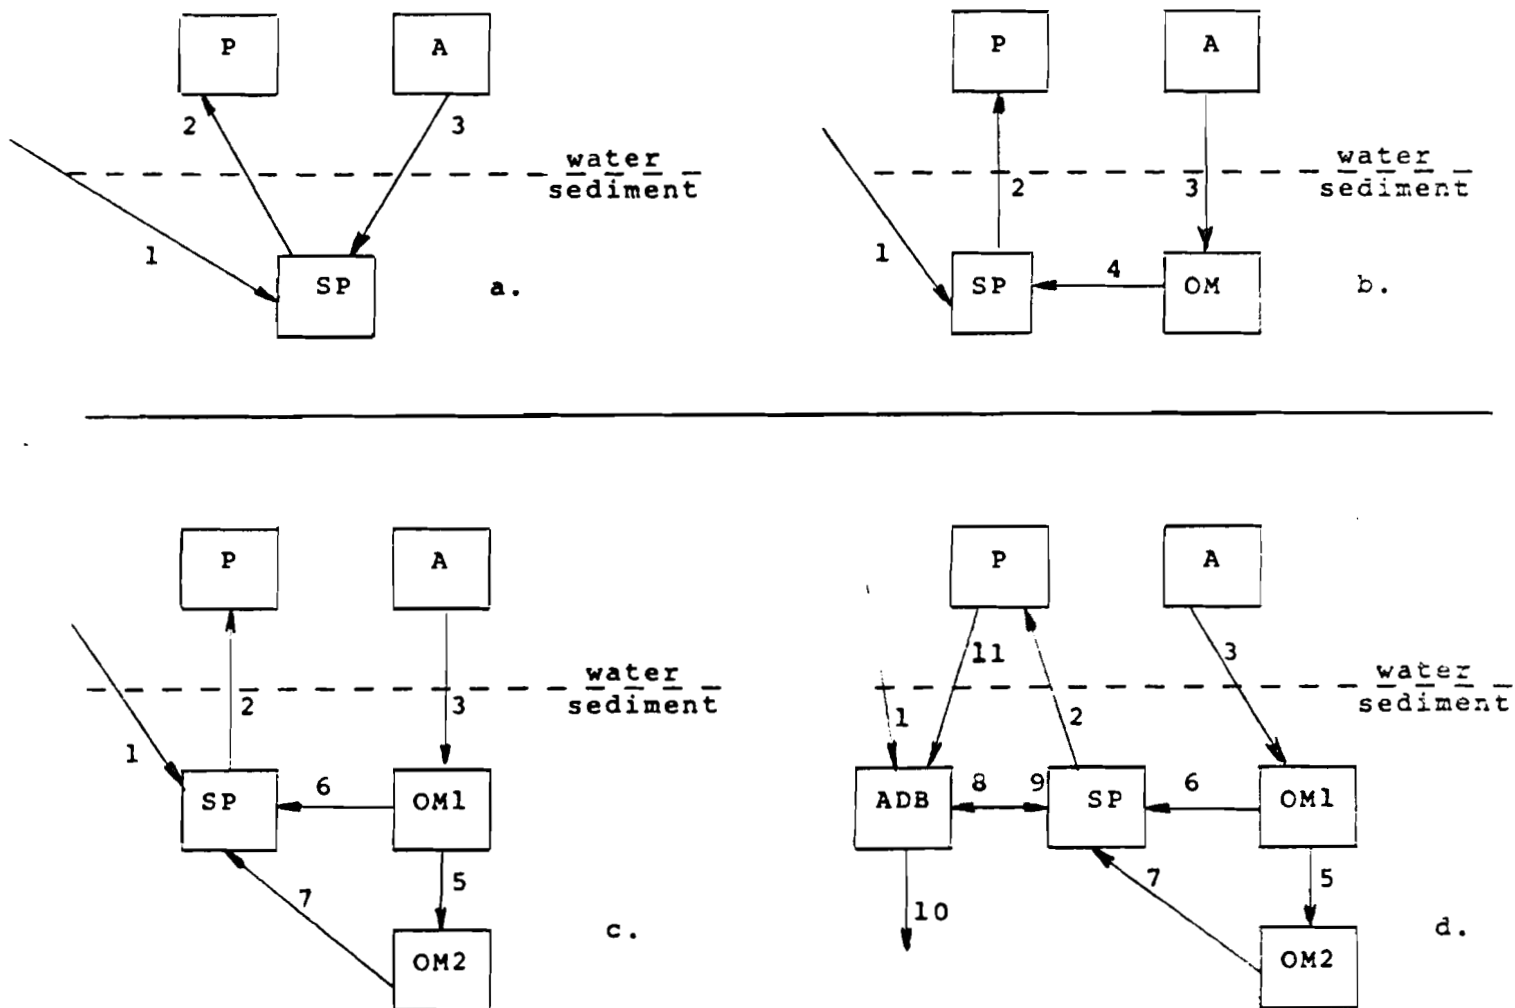 P
A
2
3
water
sediment
1
SP
a.
P
A
water
sediment
2
3
1
SP
4
OM
b.
P
A
water
sediment
2
3
1
SP
6
OM1
5
7
OM2
c.
P
A
11
3
water
sediment
1
2
ADB
8
9
SP
6
OM1
7
5
10
OM2
d.